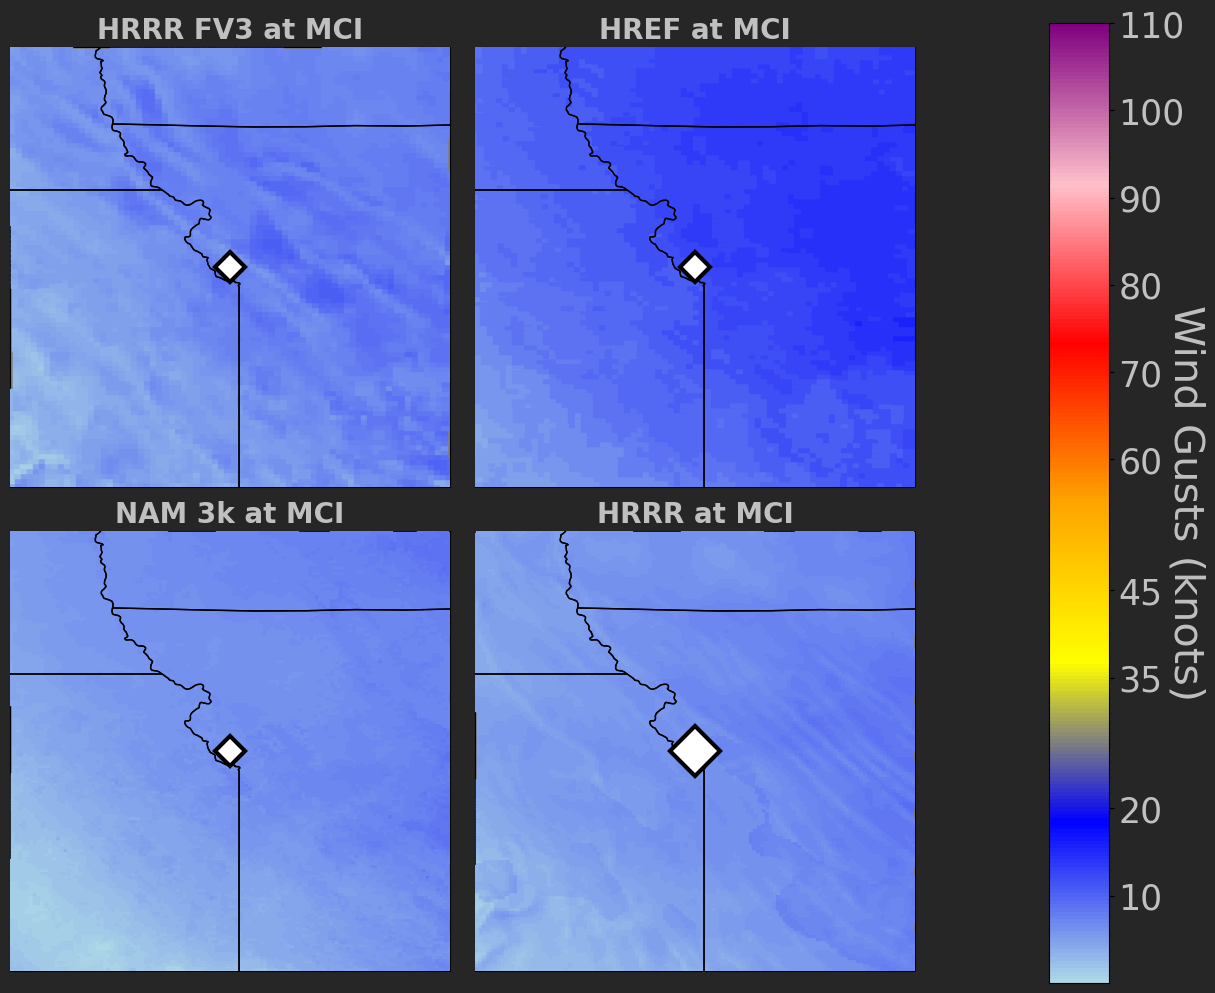 HRRR FV3 at MCI
HREF at MCI
NAM 3k at MCI
HRRR at MCI
110
100
90
80
70
60
45
35
20
10
Wind Gusts (knots)